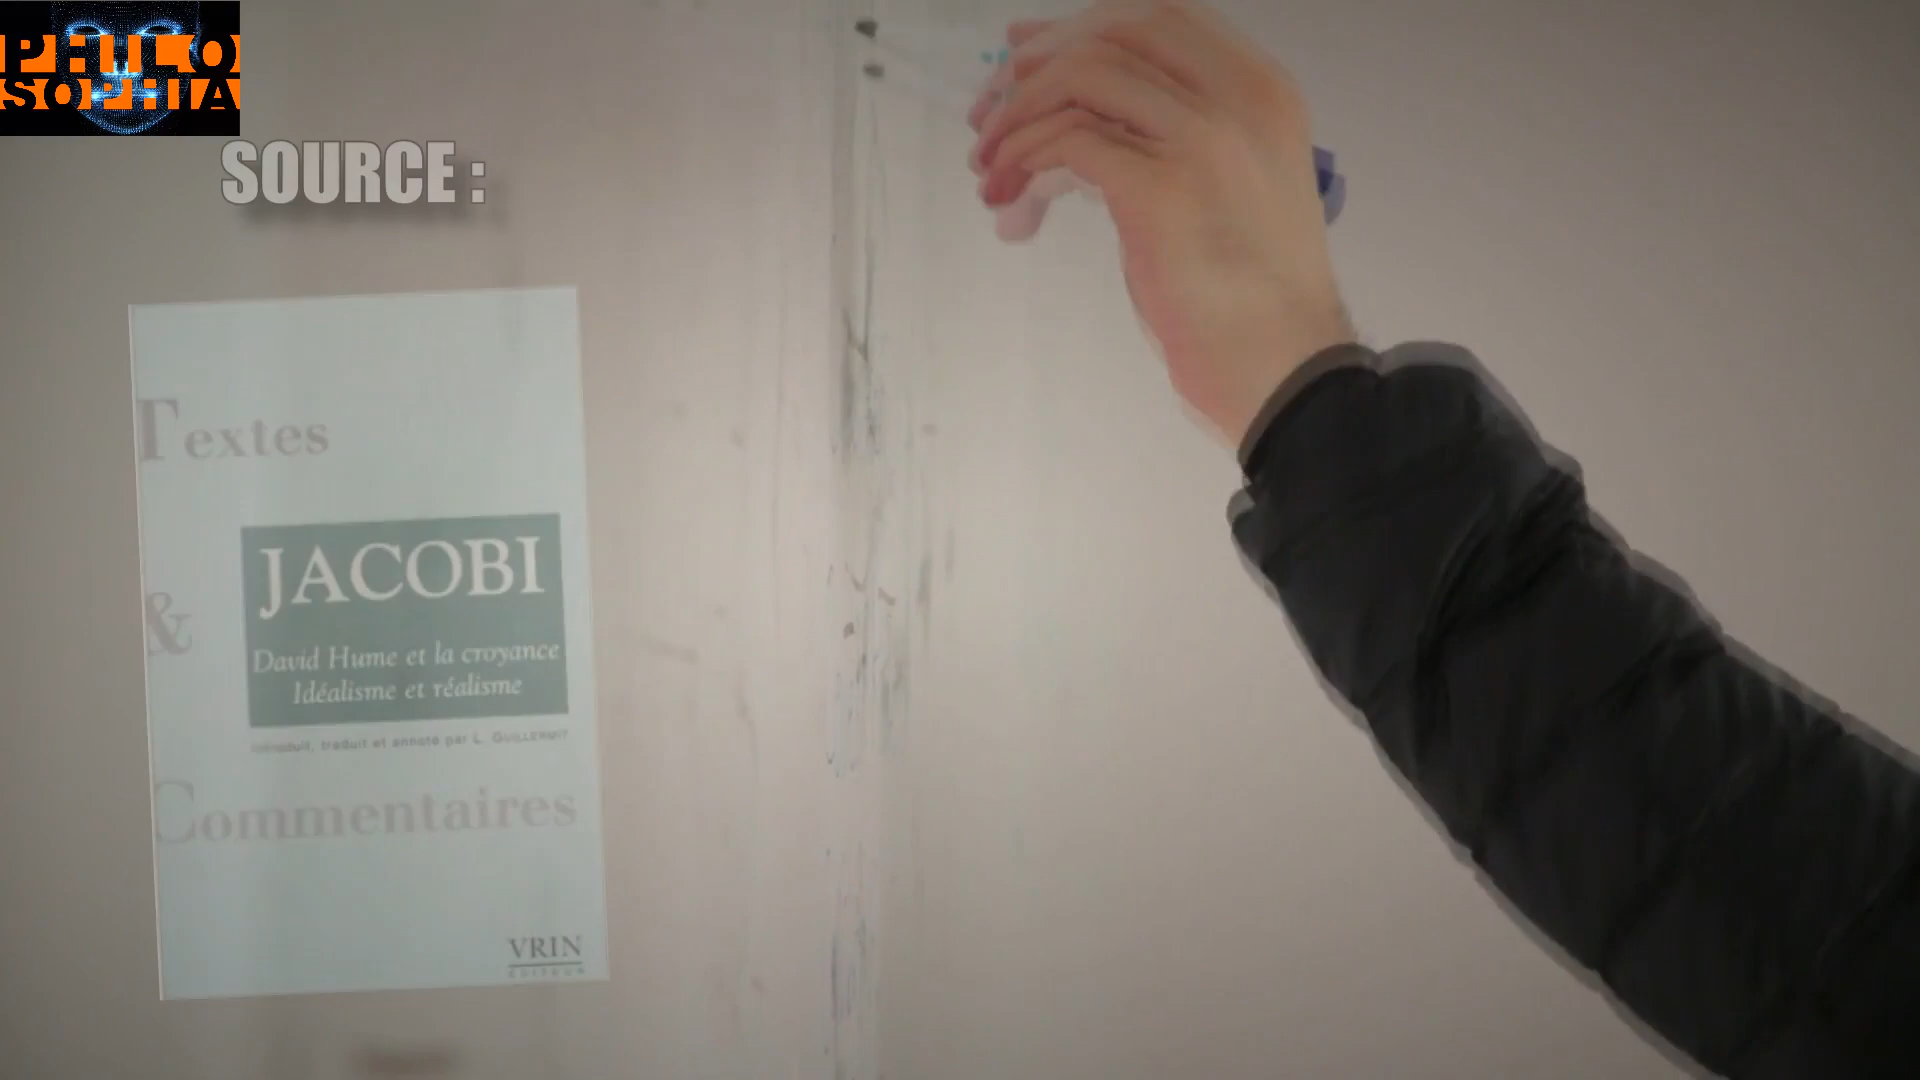 PHILO
SOPHIA
SOURCE :
Textes
JACOBI
David Hume et la croyance
Idéalisme et réalisme
&
Introduit, traduit et annoté par L. GUILLERMIT
Commentaires
VRIN
ÉDITEUR